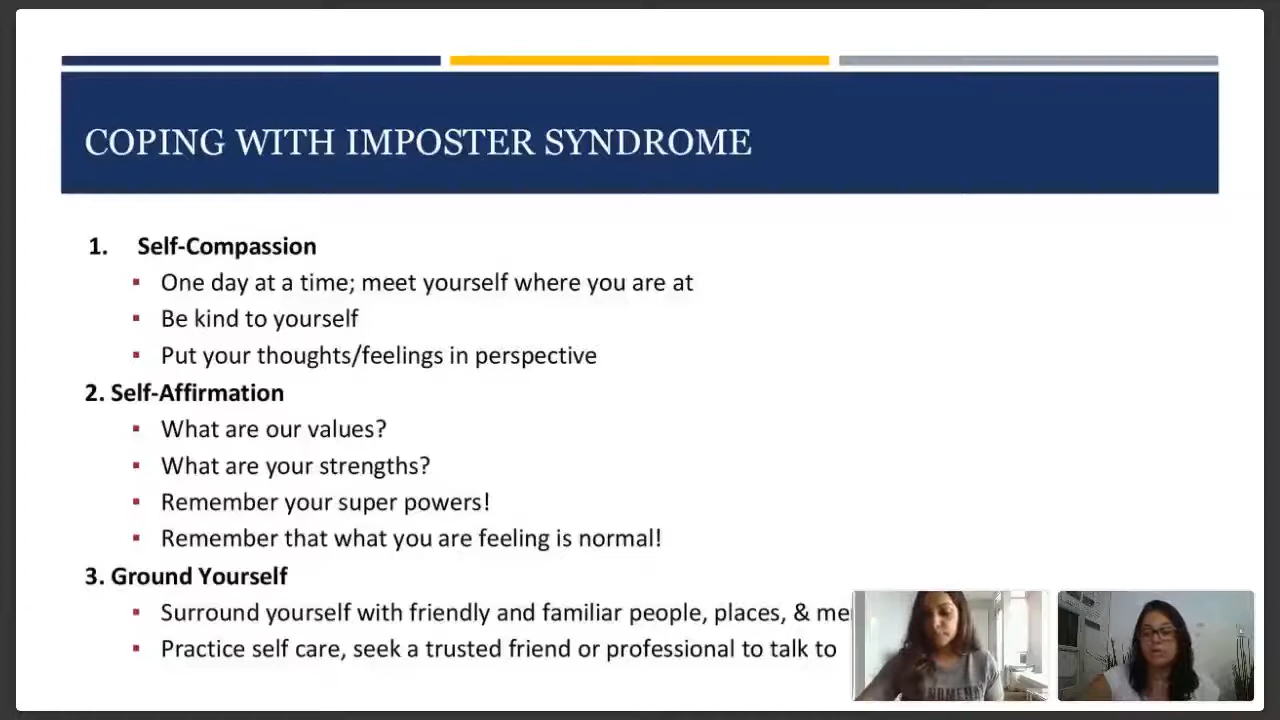 COPING WITH IMPOSTER SYNDROME
1. Self-Compassion
▪ One day at a time; meet yourself where you are at
▪ Be kind to yourself
▪ Put your thoughts/feelings in perspective
2. Self-Affirmation
▪ What are our values?
▪ What are your strengths?
▪ Remember your super powers!
▪ Remember that what you are feeling is normal!
3. Ground Yourself
▪ Surround yourself with friendly and familiar people, places, &
▪ Practice self care, seek a trusted friend or professional to talk to